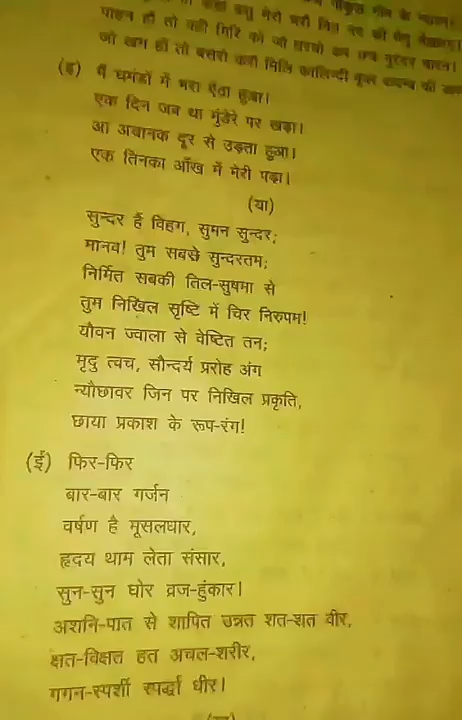 पाहन हौं तो वही गिरि को जो धरयो कर छत्र पुरंदर धारन।
जो खग हौं तो बसेरो करौं मिलि कालिन्दी कूल कदम्ब की
(इ) मैं घमंडों में भरा ऐंठा हुआ।
एक दिन जब था मुंडेरे पर खड़ा।
आ अचानक दूर से उड़ता हुआ।
एक तिनका आँख में मेरी पड़ा।
(या)
सुन्दर हैं विहग, सुमन सुन्दर;
मानव! तुम सबसे सुन्दरतम;
निर्मित सबकी तिल-सुषमा से
तुम निखिल सृष्टि में चिर निरुपम!
यौवन ज्वाला से वेष्टित तन;
मृदु त्वच, सौन्दर्य प्ररोह अंग
न्यौछावर जिन पर निखिल प्रकृति,
छाया प्रकाश के रूप-रंग!
(ई) फिर-फिर
बार-बार गर्जन
वर्षण है मूसलधार,
हृदय थाम लेता संसार,
सुन-सुन घोर व्रज-हुंकार।
अशनि-पात से शापित उन्नत शत-शत वीर,
क्षत-विक्षत हत अचल-शरीर,
गगन-स्पर्शी स्पर्द्धा धीर।